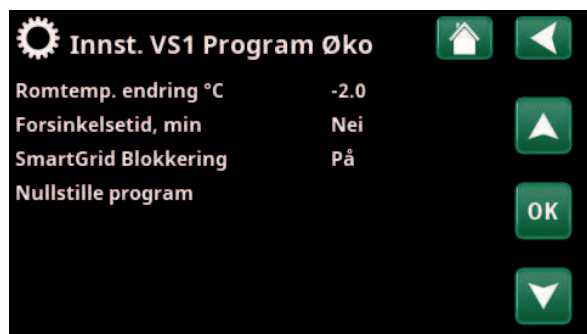 Innst. VS1 Program Øko
Romtemp. endring °C -2.0
Forsinkelsetid, min Nei
SmartGrid Blokkering På
Nullstille program
OK